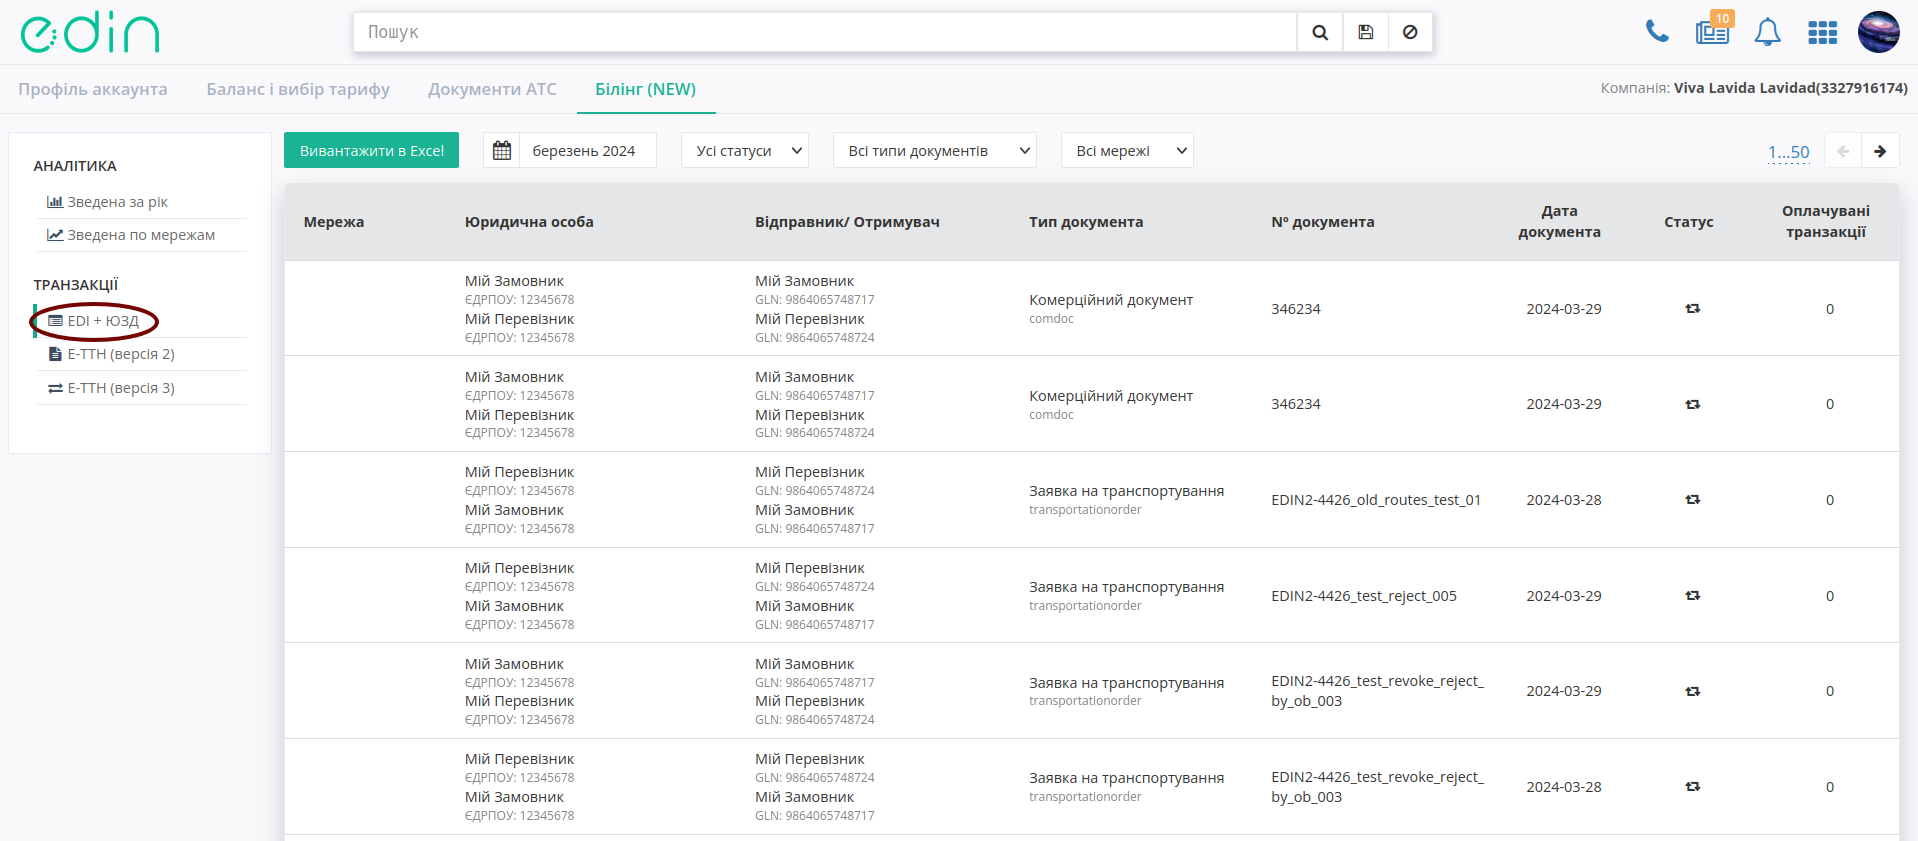 edin
Пошук
10
Профіль аккаунта
Баланс і вибір тарифу
Документи АТС
Білінг (NEW)
Компанія: Viva Lavida Lavidad(3327916174)
АНАЛІТИКА
Зведена за рік
Зведена по мережам
ТРАНЗАКЦІЇ
EDI + ЮЗД
Е-ТТН (версія 2)
Е-ТТН (версія 3)
Вивантажити в Excel
березень 2024
Усі статуси
Всі типи документів
Всі мережі
1...50
Мережа
Юридична особа
Відправник/ Отримувач
Тип документа
№ документа
Дата
документа
Статус
Оплачувані
транзакції
Мій Замовник
ЄДРПОУ: 12345678
Мій Перевізник
ЄДРПОУ: 12345678
Мій Замовник
GLN: 9864065748717
Мій Перевізник
GLN: 9864065748724
Комерційний документ
comdoc
346234
2024-03-29
0
Мій Замовник
ЄДРПОУ: 12345678
Мій Перевізник
ЄДРПОУ: 12345678
Мій Замовник
GLN: 9864065748717
Мій Перевізник
GLN: 9864065748724
Комерційний документ
comdoc
346234
2024-03-29
0
Мій Перевізник
ЄДРПОУ: 12345678
Мій Замовник
ЄДРПОУ: 12345678
Мій Перевізник
GLN: 9864065748724
Мій Замовник
GLN: 9864065748717
Заявка на транспортування
transportationorder
EDIN2-4426_old_routes_test_01
2024-03-28
0
Мій Перевізник
ЄДРПОУ: 12345678
Мій Замовник
ЄДРПОУ: 12345678
Мій Перевізник
GLN: 9864065748724
Мій Замовник
GLN: 9864065748717
Заявка на транспортування
transportationorder
EDIN2-4426_test_reject_005
2024-03-29
0
Мій Замовник
ЄДРПОУ: 12345678
Мій Перевізник
ЄДРПОУ: 12345678
Мій Замовник
GLN: 9864065748717
Мій Перевізник
GLN: 9864065748724
Заявка на транспортування
transportationorder
EDIN2-4426_test_revoke_reject_
by_ob_003
2024-03-29
0
Мій Перевізник
ЄДРПОУ: 12345678
Мій Замовник
ЄДРПОУ: 12345678
Мій Перевізник
GLN: 9864065748724
Мій Замовник
GLN: 9864065748717
Заявка на транспортування
transportationorder
EDIN2-4426_test_revoke_reject_
by_ob_003
2024-03-28
0